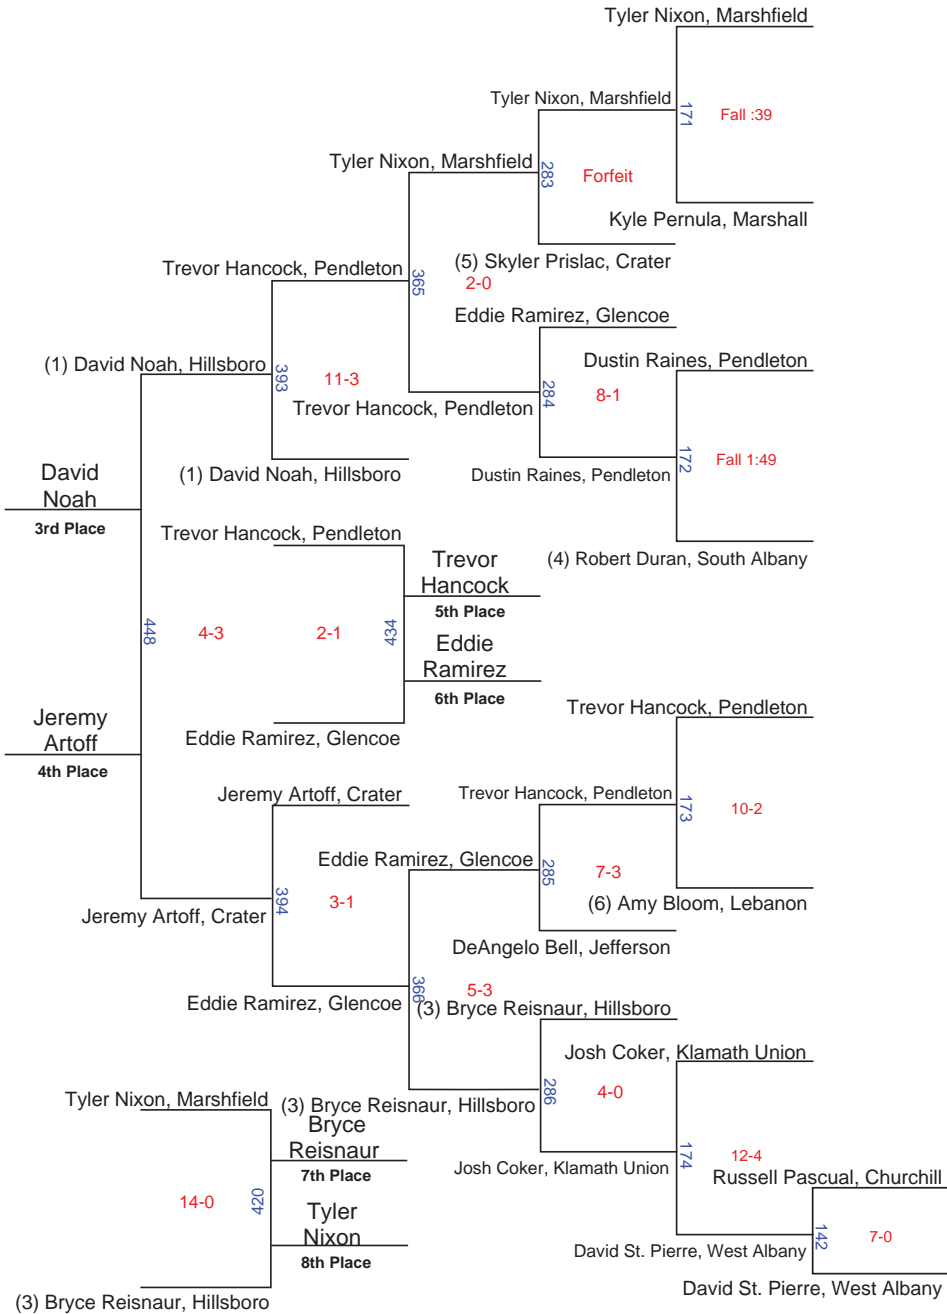 Tyler Nixon, Marshfield
Tyler Nixon, Marshfield
171
Fall :39
Tyler Nixon, Marshfield
283
Forfeit
Kyle Pernula, Marshall
(5) Skyler Prislac, Crater
Trevor Hancock, Pendleton
365
2-0
Eddie Ramirez, Glencoe
(1) David Noah, Hillsboro
393
11-3
Dustin Raines, Pendleton
284
8-1
Trevor Hancock, Pendleton
(1) David Noah, Hillsboro
Dustin Raines, Pendleton
172
Fall 1:49
David
Noah
3rd Place
Trevor Hancock, Pendleton
(4) Robert Duran, South Albany
Trevor
Hancock
5th Place
448
4-3
2-1
434
Eddie
Ramirez
6th Place
Jeremy
Artoff
4th Place
Eddie Ramirez, Glencoe
Trevor Hancock, Pendleton
Jeremy Artoff, Crater
Trevor Hancock, Pendleton
173
10-2
Eddie Ramirez, Glencoe
285
7-3
394
3-1
(6) Amy Bloom, Lebanon
Jeremy Artoff, Crater
DeAngelo Bell, Jefferson
Eddie Ramirez, Glencoe
366
5-3
(3) Bryce Reisnaur, Hillsboro
Josh Coker, Klamath Union
286
4-0
(3) Bryce Reisnaur, Hillsboro
Tyler Nixon, Marshfield
Bryce
Reisnaur
7th Place
Josh Coker, Klamath Union
174
12-4
Russell Pascual, Churchill
14-0
420
Tyler
Nixon
8th Place
David St. Pierre, West Albany
142
7-0
David St. Pierre, West Albany
(3) Bryce Reisnaur, Hillsboro